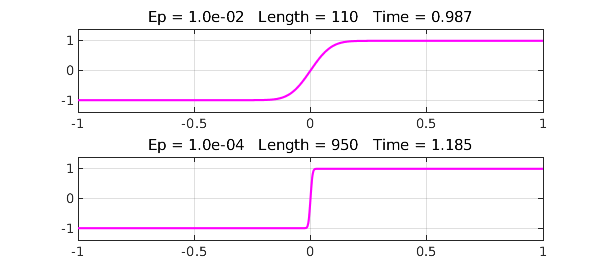 Ep = 1.0e-02 Length = 110 Time = 0.987
1
0
-1
-1 -0.5 0 0.5 1
Ep = 1.0e-04 Length = 950 Time = 1.185
1
0
-1
-1 -0.5 0 0.5 1